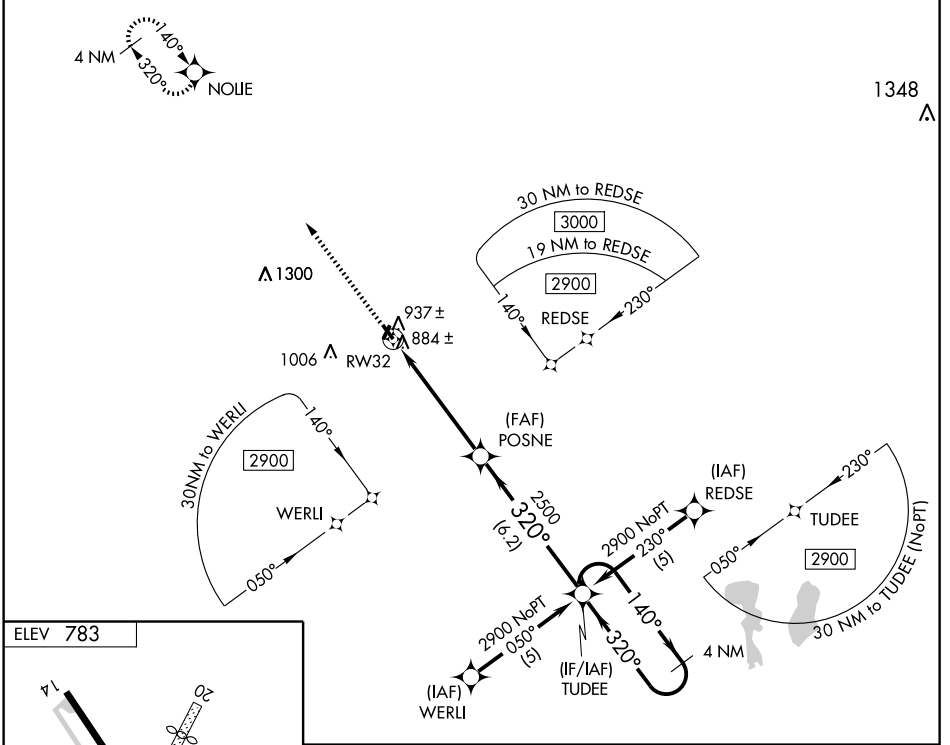 140°
4 NM
320°
NOLIE
1348
30 NM to REDSE
3000
19 NM to REDSE
2900
140°
230°
REDSE
1300
937 ±
884 ±
1006
RW32
30NM to WERLI
140°
2900
WERLI
050°
(FAF)
POSNE
2500
320°
(6.2)
(IAF)
REDSE
2900 NoPT
230°
(5)
230°
TUDEE
050°
2900
30 NM to TUDEE (NoPT)
2900 NoPT
050°
(5)
140°
320°
4 NM
(IF/IAF)
TUDEE
(IAF)
WERLI
ELEV 783
14
20